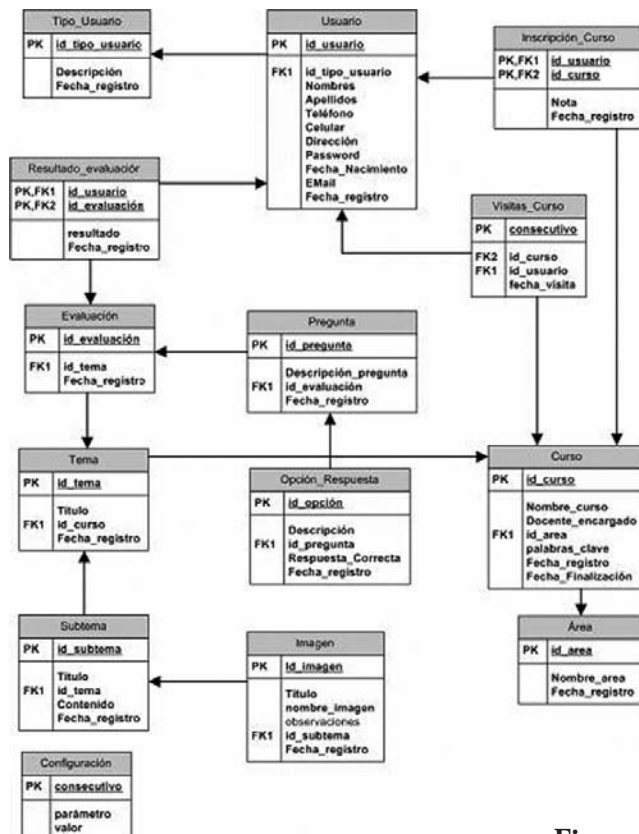 Tipo_Usuario
PK id_tipo_usuario
Descripción
Fecha_registro
Usuario
PK id_usuario
FK1 id_tipo_usuario
Nombres
Apellidos
Teléfono
Celular
Dirección
Password
Fecha_Nacimiento
EMail
Fecha_registro
Inscripción_Curso
PK,FK1 id_usuario
PK,FK2 id_curso
Nota
Fecha_registro
Resultado_evaluación
PK,FK1 id_usuario
PK,FK2 id_evaluación
resultado
Fecha_registro
Visitas_Curso
PK consecutivo
FK2 id_curso
FK1 id_usuario
fecha_visita
Evaluación
PK id_evaluación
FK1 id_tema
Fecha_registro
Pregunta
PK id_pregunta
Descripción_pregunta
FK1 id_evaluación
Fecha_registro
Tema
PK id_tema
Titulo
FK1 id_curso
Fecha_registro
Opción_Respuesta
PK id_opción
Descripción
FK1 id_pregunta
Respuesta_Correcta
Fecha_registro
Curso
PK id_curso
Nombre_curso
Docente_encargado
FK1 id_area
palabras_clave
Fecha_registro
Fecha_Finalización
Subtema
PK id_subtema
Titulo
FK1 id_tema
Contenido
Fecha_registro
Imagen
PK Id_imagen
Titulo
nombre_imagen
observaciones
FK1 id_subtema
Fecha_registro
Área
PK id_area
Nombre_area
Fecha_registro
Configuración
PK consecutivo
parámetro
valor